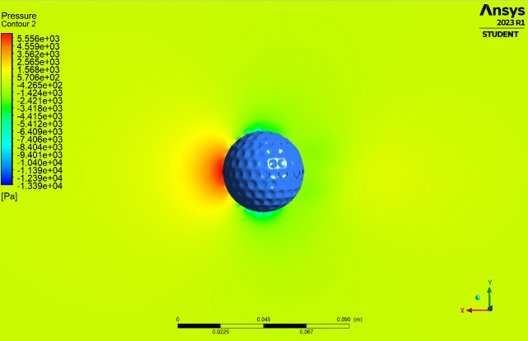 Pressure
Contour 2
5.556e+03
4.559e+03
3.562e+03
2.565e+03
1.568e+03
5.706e+02
-4.265e+02
-1.424e+03
-2.421e+03
-3.418e+03
-4.415e+03
-5.412e+03
-6.409e+03
-7.406e+03
-8.404e+03
-9.401e+03
-1.040e+04
-1.139e+04
-1.239e+04
-1.339e+04
[Pa]
Ansys
2023 R1
STUDENT
Y
X
0 0.045 0.090 (m)
0.0225 0.067